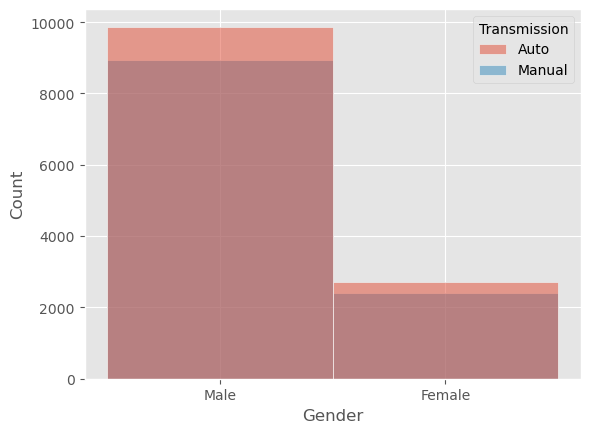 10000
8000
6000
4000
2000
0
Count
Transmission
Auto
Manual
Male
Female
Gender